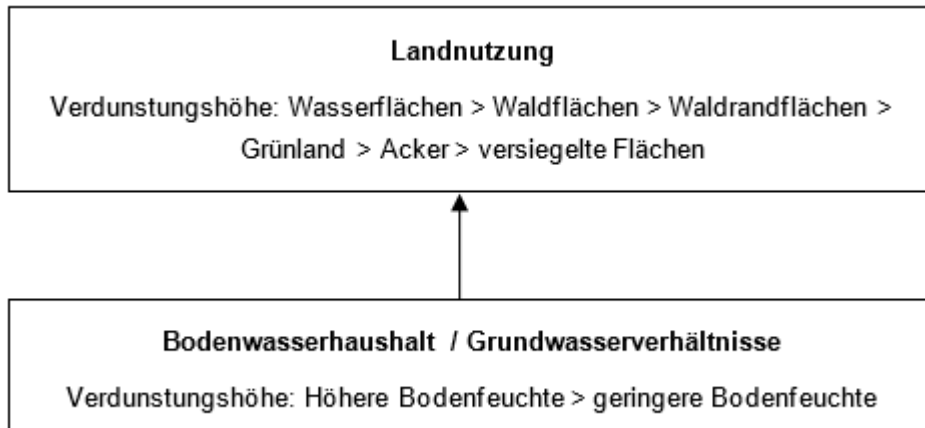 Landnutzung
Verdunstungshöhe: Wasserflächen > Waldflächen > Waldrandflächen >
Grünland > Acker > versiegelte Flächen
Bodenwasserhaushalt / Grundwasserverhältnisse
Verdunstungshöhe: Höhere Bodenfeuchte > geringere Bodenfeuchte